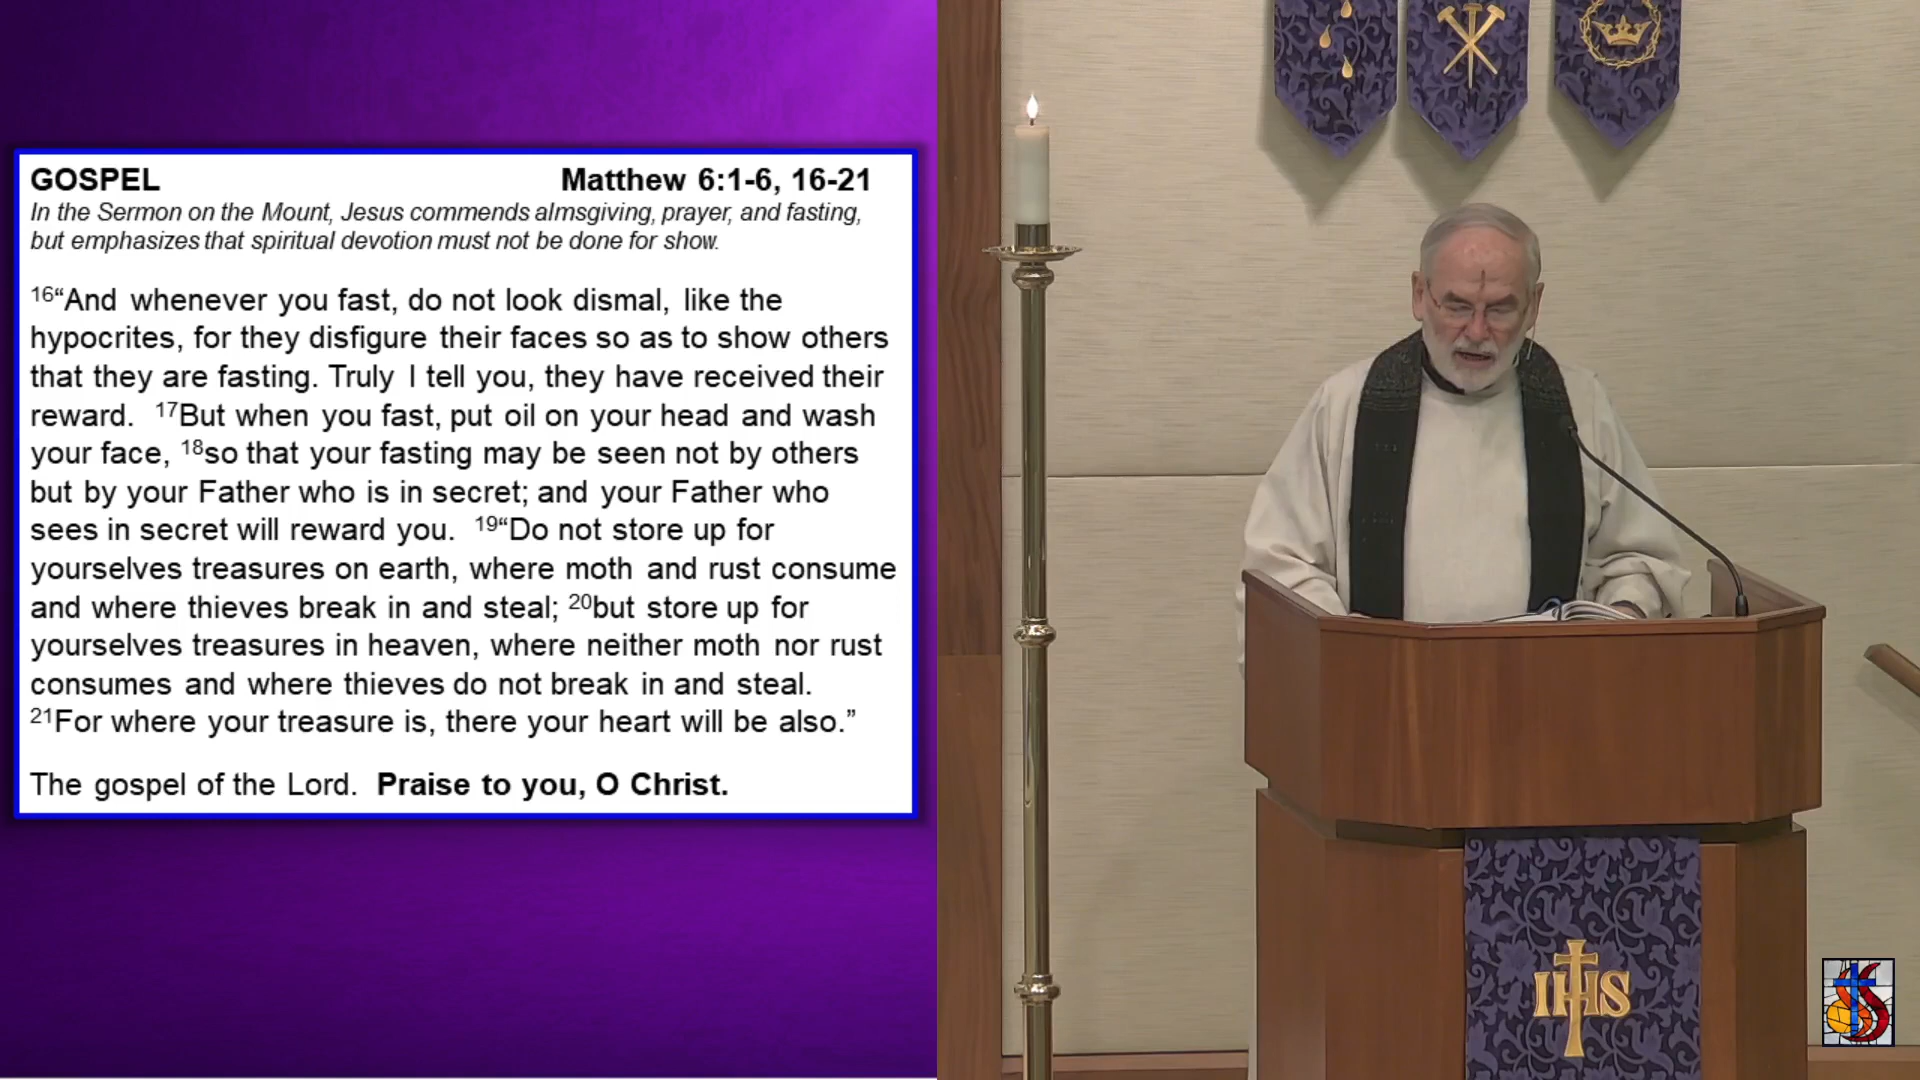 GOSPEL Matthew 6:1-6, 16-21
In the Sermon on the Mount, Jesus commends almsgiving, prayer, and fasting,
but emphasizes that spiritual devotion must not be done for show.
16“And whenever you fast, do not look dismal, like the
hypocrites, for they disfigure their faces so as to show others
that they are fasting. Truly I tell you, they have received their
reward. 17But when you fast, put oil on your head and wash
your face, 18so that your fasting may be seen not by others
but by your Father who is in secret; and your Father who
sees in secret will reward you. 19“Do not store up for
yourselves treasures on earth, where moth and rust consume
and where thieves break in and steal; 20but store up for
yourselves treasures in heaven, where neither moth nor rust
consumes and where thieves do not break in and steal.
21For where your treasure is, there your heart will be also.”
The gospel of the Lord. Praise to you, O Christ.
IHS